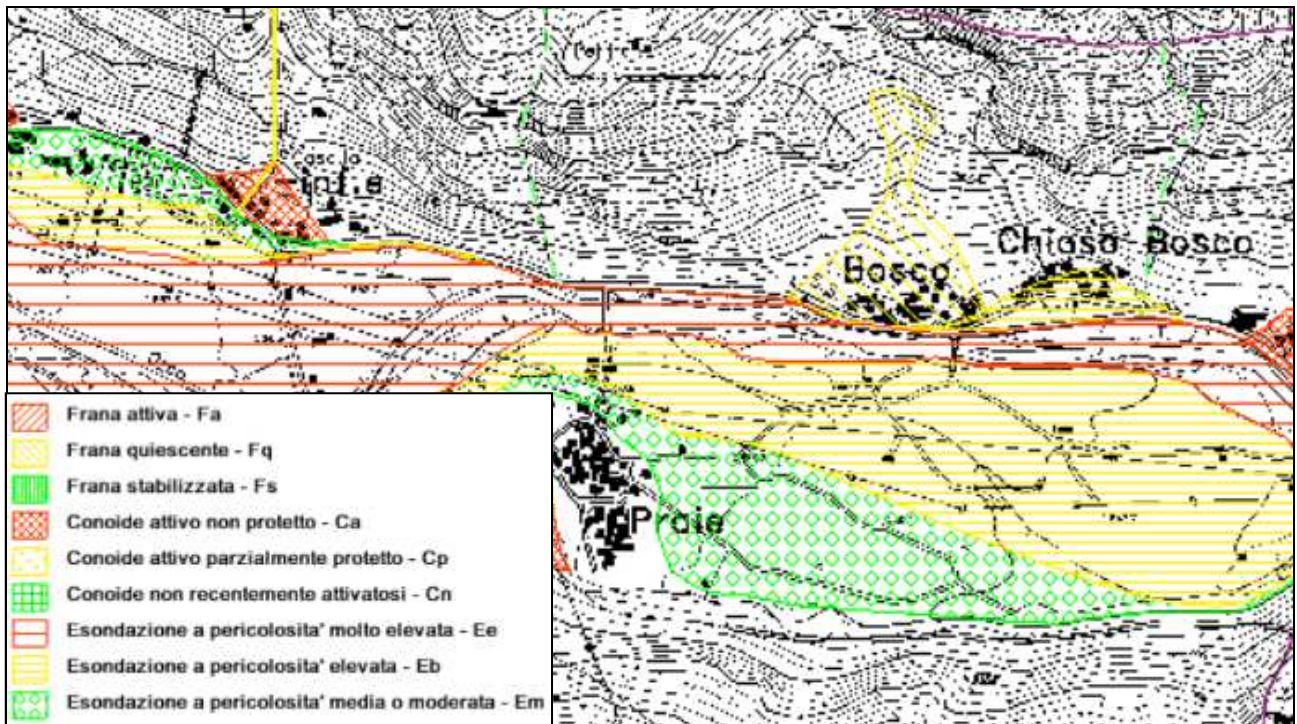 Bosco
Chioso Bosco
Praie
Frana attiva - Fa
Frana quiescente - Fq
Frana stabilizzata - Fs
Conoide attivo non protetto - Ca
Conoide attivo parzialmente protetto - Cp
Conoide non recentemente attivatosi - Cn
Esondazione a pericolosita' molto elevata - Ee
Esondazione a pericolosita' elevata - Eb
Esondazione a pericolosita' media o moderata - Em